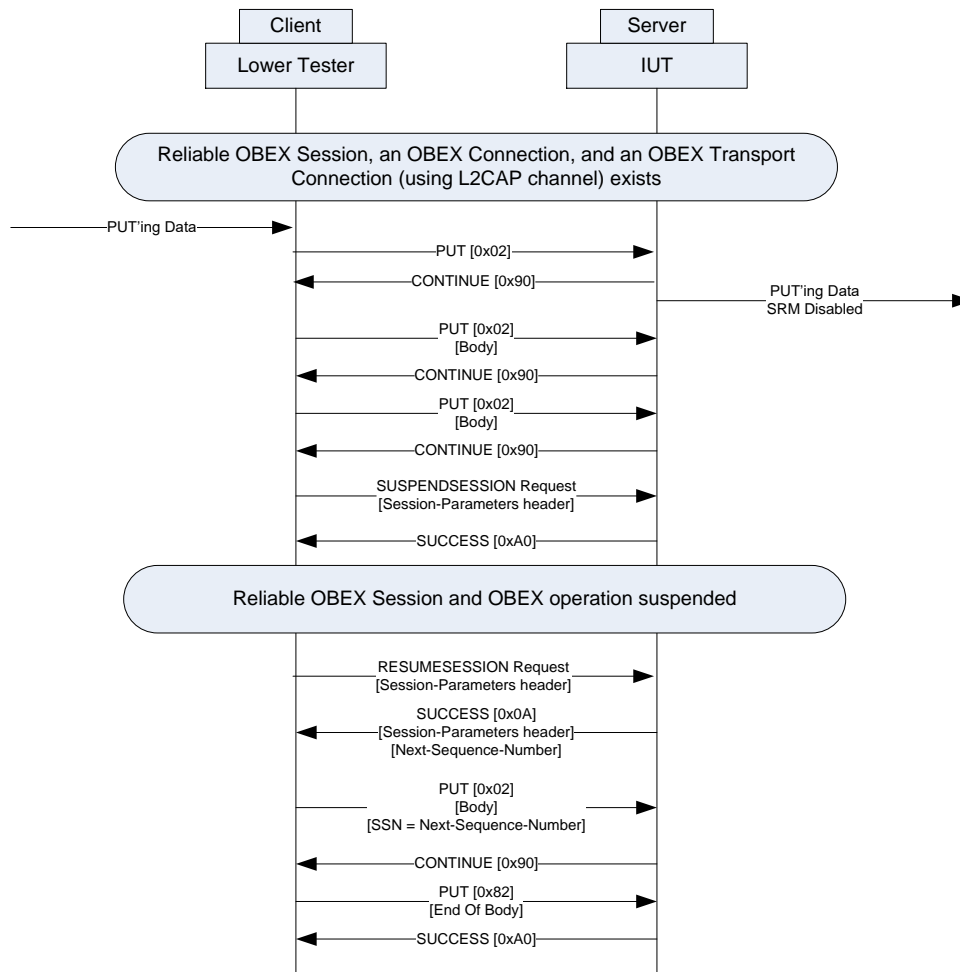 Client
Server
Lower Tester
IUT
Reliable OBEX Session, an OBEX Connection, and an OBEX Transport
Connection (using L2CAP channel) exists
PUT'ing Data
PUT [0x02]
CONTINUE [0x90]
PUT'ing Data
SRM Disabled
PUT [0x02]
[Body]
CONTINUE [0x90]
PUT [0x02]
[Body]
CONTINUE [0x90]
SUSPENDSESSION Request
[Session-Parameters header]
SUCCESS [0xA0]
Reliable OBEX Session and OBEX operation suspended
RESUMESESSION Request
[Session-Parameters header]
SUCCESS [0x0A]
[Session-Parameters header]
[Next-Sequence-Number]
PUT [0x02]
[Body]
[SSN = Next-Sequence-Number]
CONTINUE [0x90]
PUT [0x82]
[End Of Body]
SUCCESS [0xA0]